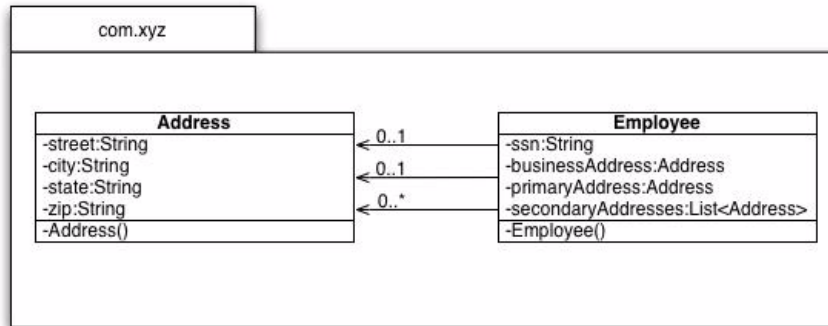 com.xyz
Address
-street:String
-city:String
-state:String
-zip:String
-Address()
0..1
0..1
0..*
Employee
-ssn:String
-businessAddress:Address
-primaryAddress:Address
-secondaryAddresses:List<Address>
-Employee()